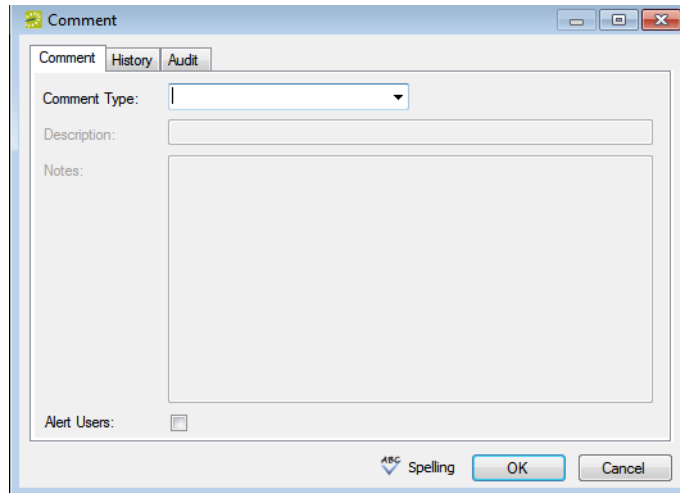 Comment
Comment History Audit
Comment Type:
Description:
Notes:
Alert Users:
ABC Spelling OK Cancel